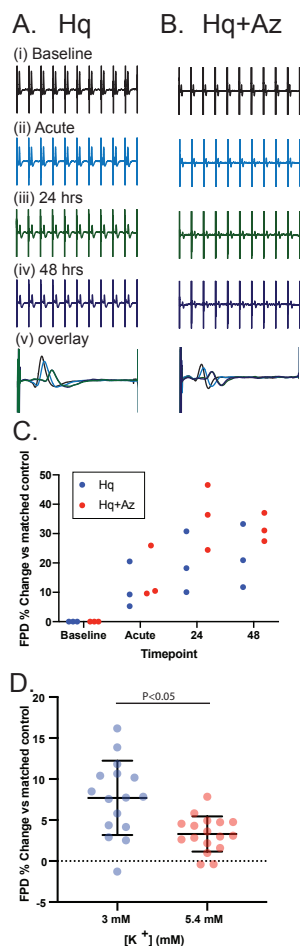 A. Hq
B. Hq+Az
(i) Baseline
(ii) Acute
(iii) 24 hrs
(iv) 48 hrs
(v) overlay
C.
FPD % Change vs matched control
50
40
30
20
10
0
Hq
Hq+Az
Baseline
Acute
24
48
Timepoint
D.
P<0.05
FPD % Change vs matched control
20
15
10
5
0
-5
3 mM
5.4 mM
[K⁺] (mM)